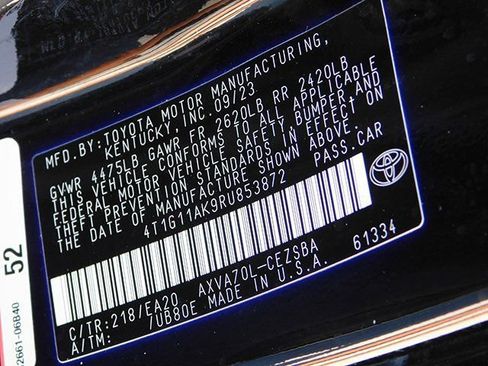 MFD.BY:TOYOTA MOTOR MANUFACTURING,
KENTUCKY, INC. 09/23
GVWR 4475LB GAWR FR 2620LB RR 2420LB
THIS VEHICLE CONFORMS TO ALL APPLICABLE
FEDERAL MOTOR VEHICLE SAFETY, BUMPER, AND
THEFT PREVENTION STANDARDS IN EFFECT ON
THE DATE OF MANUFACTURE SHOWN ABOVE.
4T1G11AK9RU853872 PASS.CAR
C/TR:218/EA20 AXVA70L-CEZSBA 61334
A/TM: /UB80E MADE IN U.S.A.
52
42661-06B40